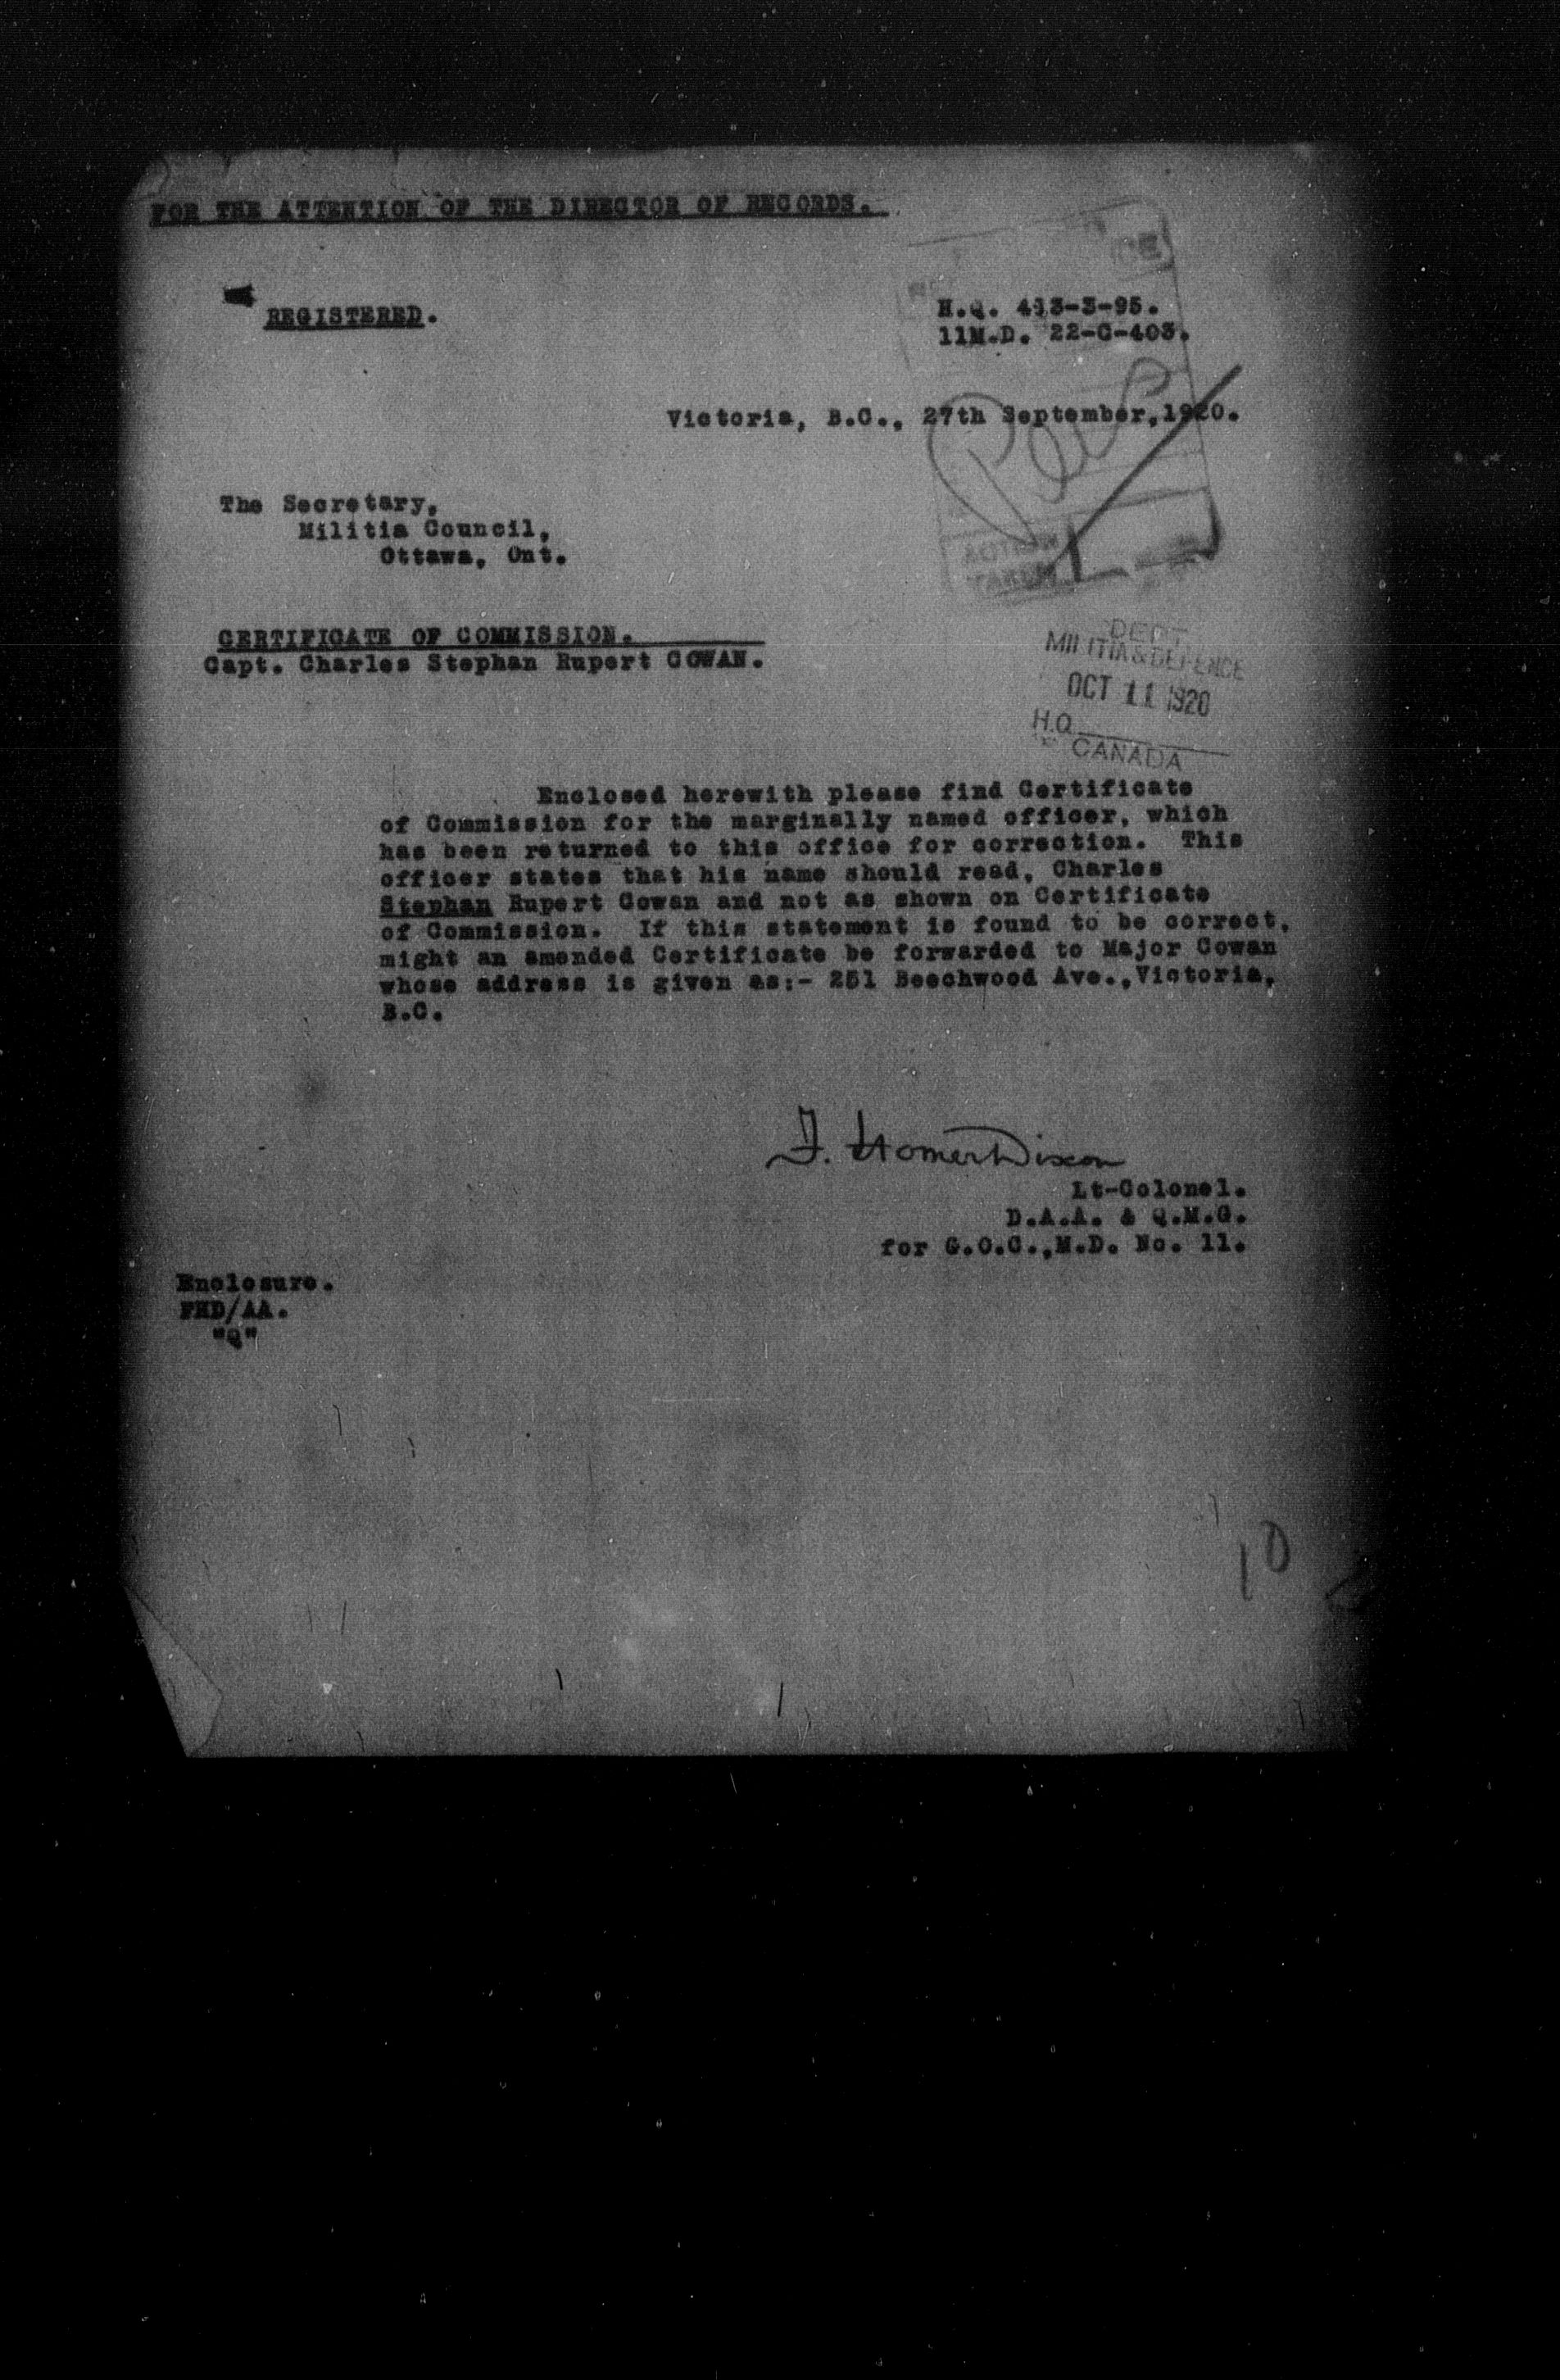 FOR THE ATTENTION OF THE DIRECTOR OF RECORDS.
REGISTERED.
H.Q. 413-3-95.
11M.D. 22-C-403.
Victoria, B.C., 27th September,1920.
The Secretary,
Militia Council,
Ottawa, Ont.
ACTION
TAKEN
CERTIFICATE OF COMMISSION.
Capt. Charles Stephan Rupert COWAN.
DEPT.
MILITIA & DEFENCE
OCT 11 1920
H.Q.
CANADA
Enclosed herewith please find Certificate
of Commission for the marginally named officer, which
has been returned to this office for correction. This
officer states that his name should read, Charles
Stephan Rupert Cowan and not as shown on Certificate
of Commission. If this statement is found to be correct,
might an amended Certificate be forwarded to Major Cowan
whose address is given as:- 251 Beechwood Ave.,Victoria,
B.C.
F. Homer Dixon
Lt-Colonel.
D.A.A. & Q.M.G.
for G.O.C.,M.D. No. 11.
Enclosure.
FHD/AA.
"Q"
10